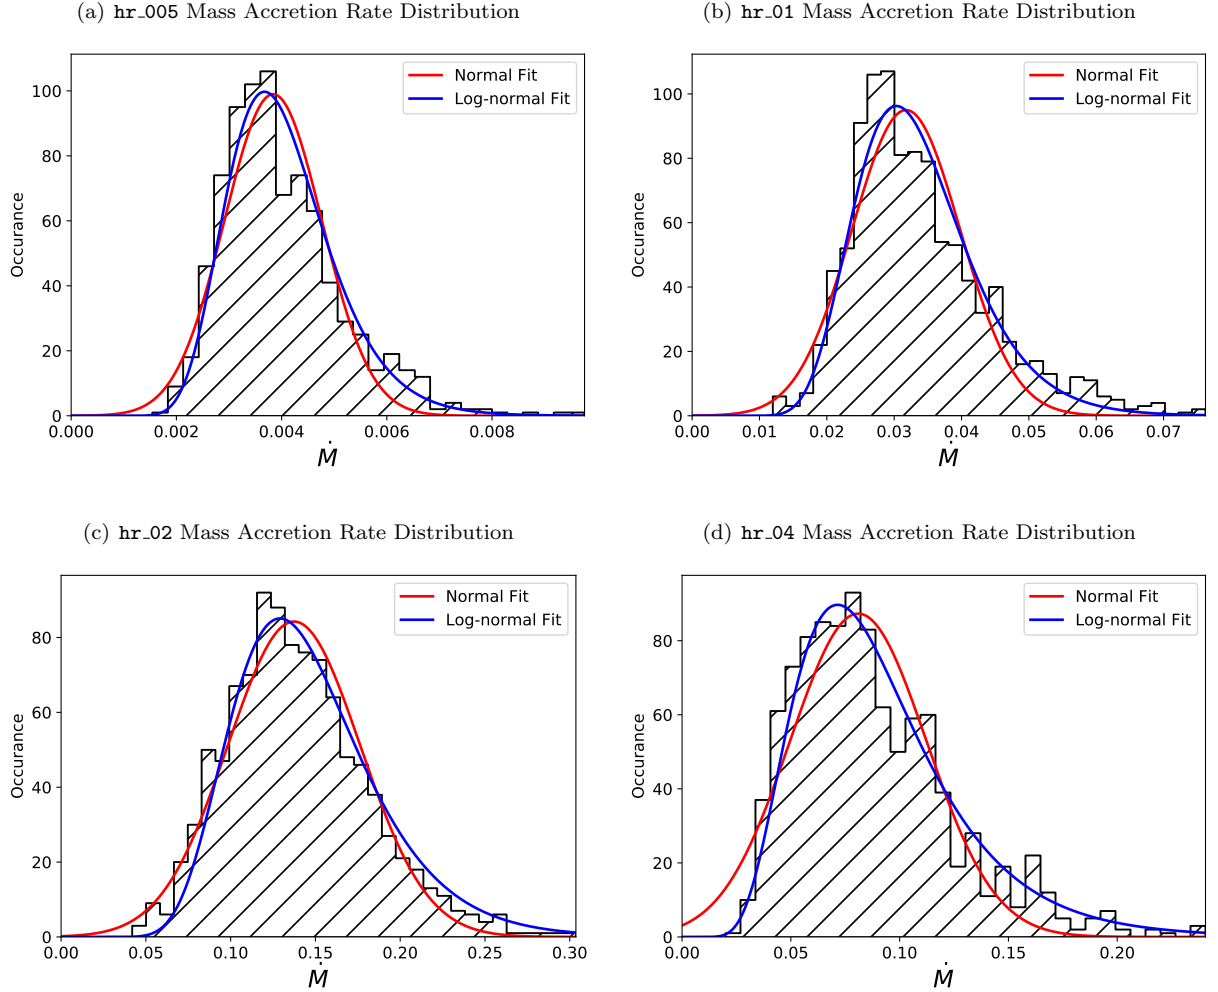 (a) hr_005 Mass Accretion Rate Distribution
Normal Fit
Log-normal Fit
Occurance
100
80
60
40
20
0
0.000 0.002 0.004 0.006 0.008
Ṁ
(b) hr_01 Mass Accretion Rate Distribution
Normal Fit
Log-normal Fit
Occurance
100
80
60
40
20
0
0.00 0.01 0.02 0.03 0.04 0.05 0.06 0.07
Ṁ
(c) hr_02 Mass Accretion Rate Distribution
Normal Fit
Log-normal Fit
Occurance
80
60
40
20
0
0.00 0.05 0.10 0.15 0.20 0.25 0.30
Ṁ
(d) hr_04 Mass Accretion Rate Distribution
Normal Fit
Log-normal Fit
Occurance
80
60
40
20
0
0.00 0.05 0.10 0.15 0.20
Ṁ